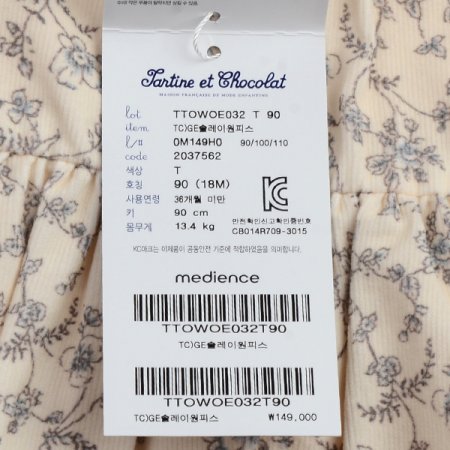 Tartine et Chocolat
MAISON FRANÇAISE DE MODE ENFANTINE
lot TTOWOE032 T 90
item TC)GE솔레이원피스
l/# 0M149H0 90/100/110
code 2037562
색상 T
호칭 90 (18M)
사용연령 36개월 미만
키 90 cm
몸무게 13.4 kg
안전확인신고확인증번호
CB014R709-3015
KC마크는 이제품이 공통안전 기준에 적합하였음을 의미합니다
medience
TTOWOE032T90
TC)GE솔레이원피스
TTOWOE032T90
TC)GE솔레이원피스 ₩149,000